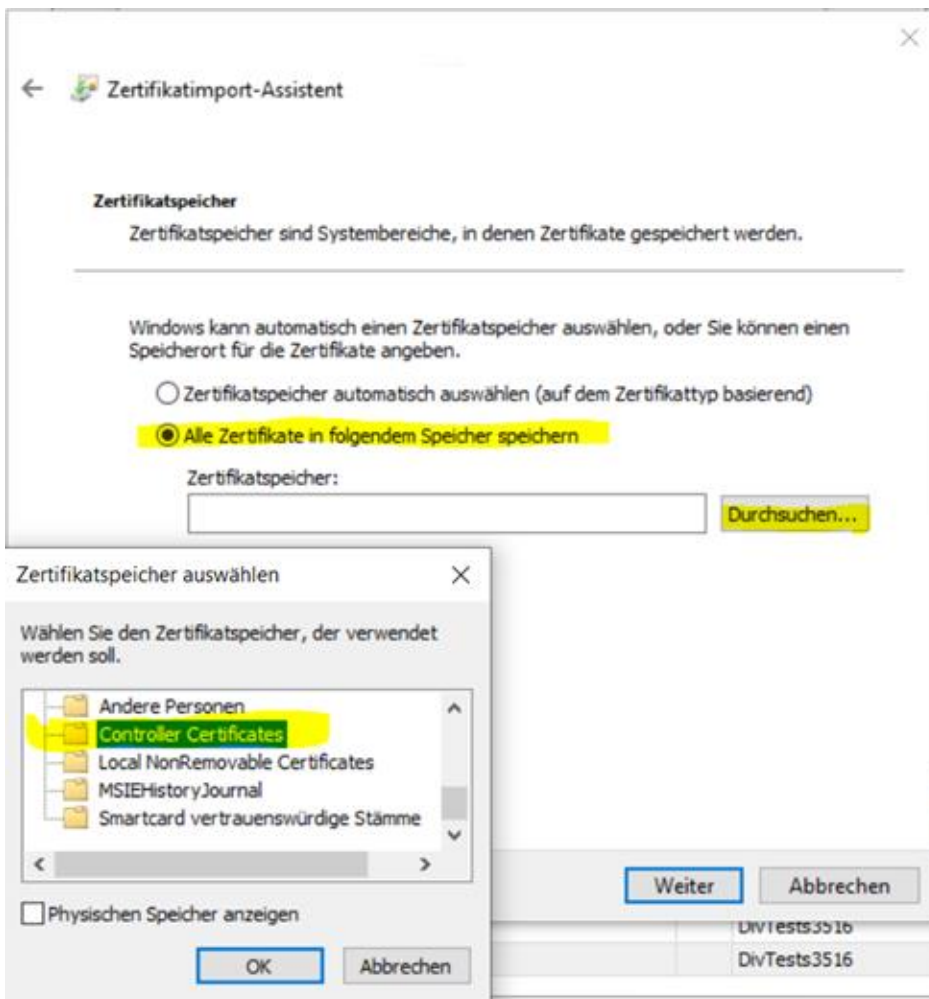 Zertifikatimport-Assistent
Zertifikatspeicher
Zertifikatspeicher sind Systembereiche, in denen Zertifikate gespeichert werden.
Windows kann automatisch einen Zertifikatspeicher auswählen, oder Sie können einen
Speicherort für die Zertifikate angeben.
Zertifikatspeicher automatisch auswählen (auf dem Zertifikattyp basierend)
Alle Zertifikate in folgendem Speicher speichern
Zertifikatspeicher:
Durchsuchen...
Zertifikatspeicher auswählen
Wählen Sie den Zertifikatspeicher, der verwendet
werden soll.
Andere Personen
Controller Certificates
Local NonRemovable Certificates
MSIEHistoryJournal
Smartcard vertrauenswürdige Stämme
Physischen Speicher anzeigen
OK
Abbrechen
Weiter
Abbrechen
DivTests3516
DivTests3516